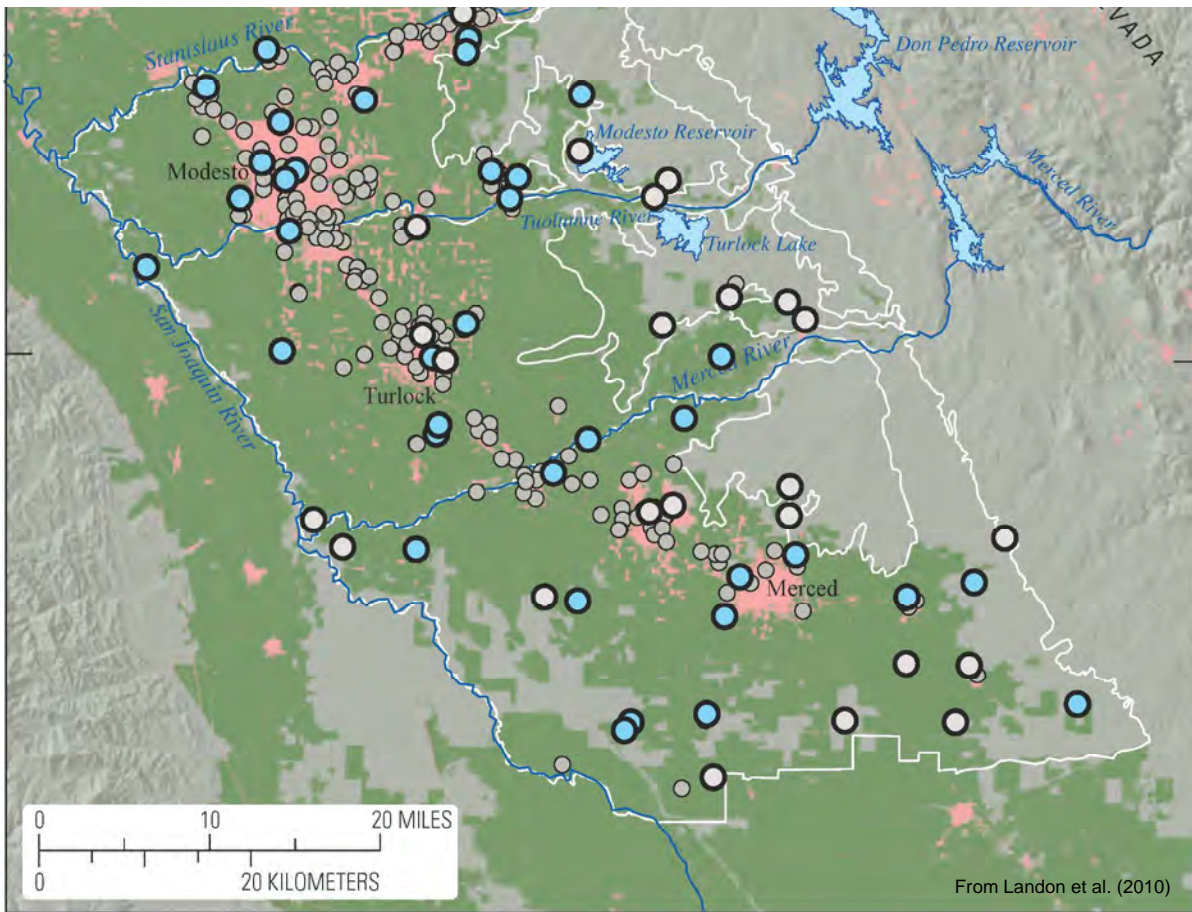 VADA
Stanislaus River
Don Pedro Reservoir
Modesto Reservoir
Modesto
Merced River
Tuolumne River
Turlock Lake
San Joaquin River
Merced River
Turlock
Merced
0 10 20 MILES
0 20 KILOMETERS
From Landon et al. (2010)